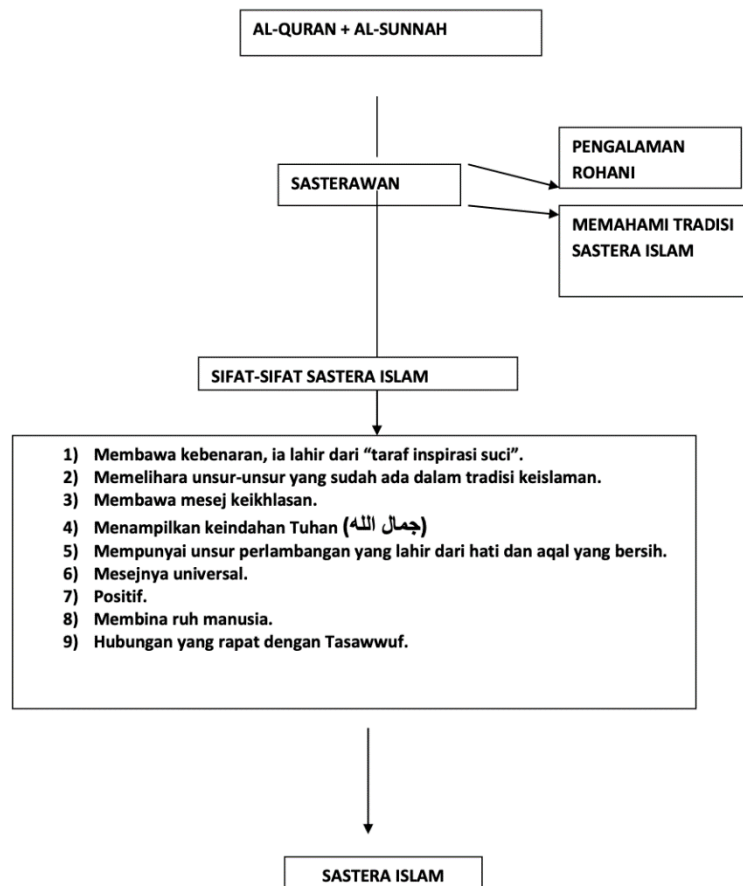 AL-QURAN + AL-SUNNAH
PENGALAMAN
ROHANI
SASTERAWAN
MEMAHAMI TRADISI
SASTERA ISLAM
SIFAT-SIFAT SASTERA ISLAM
1) Membawa kebenaran, ia lahir dari “taraf inspirasi suci”.
2) Memelihara unsur-unsur yang sudah ada dalam tradisi keislaman.
3) Membawa mesej keikhlasan.
4) Menampilkan keindahan Tuhan (جمال الله)
5) Mempunyai unsur perlambangan yang lahir dari hati dan aqal yang bersih.
6) Mesejnya universal.
7) Positif.
8) Membina ruh manusia.
9) Hubungan yang rapat dengan Tasawwuf.
SASTERA ISLAM